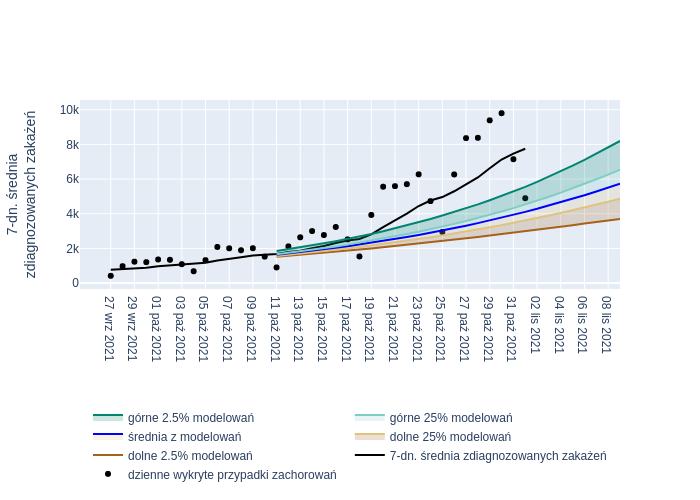 7-dn. średnia
zdiagnozowanych zakażeń
10k
8k
6k
4k
2k
0
27 wrz 2021
29 wrz 2021
01 paź 2021
03 paź 2021
05 paź 2021
07 paź 2021
09 paź 2021
11 paź 2021
13 paź 2021
15 paź 2021
17 paź 2021
19 paź 2021
21 paź 2021
23 paź 2021
25 paź 2021
27 paź 2021
29 paź 2021
31 paź 2021
02 lis 2021
04 lis 2021
06 lis 2021
08 lis 2021
górne 2.5% modelowań
górne 25% modelowań
średnia z modelowań
dolne 25% modelowań
dolne 2.5% modelowań
7-dn. średnia zdiagnozowanych zakażeń
dzienne wykryte przypadki zachorowań